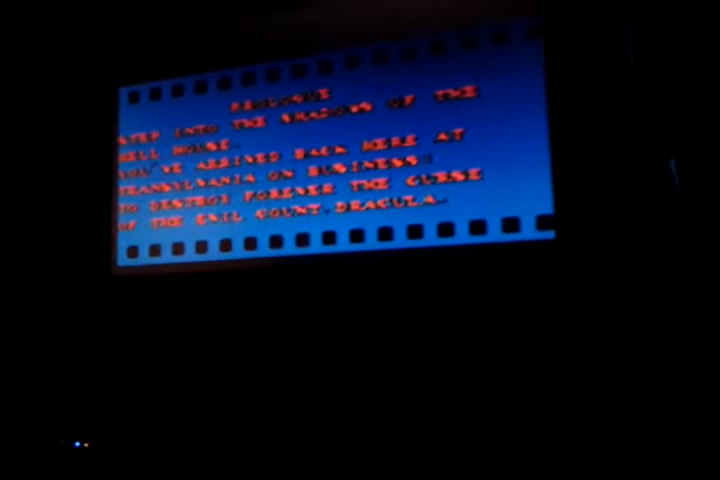 PROLOGUE
STEP INTO THE SHADOWS OF THE
HELL HOUSE.
YOU'VE ARRIVED BACK HERE AT
TRANSYLVANIA ON BUSINESS:
TO DESTROY FOREVER THE CURSE
OF THE EVIL COUNT,DRACULA.